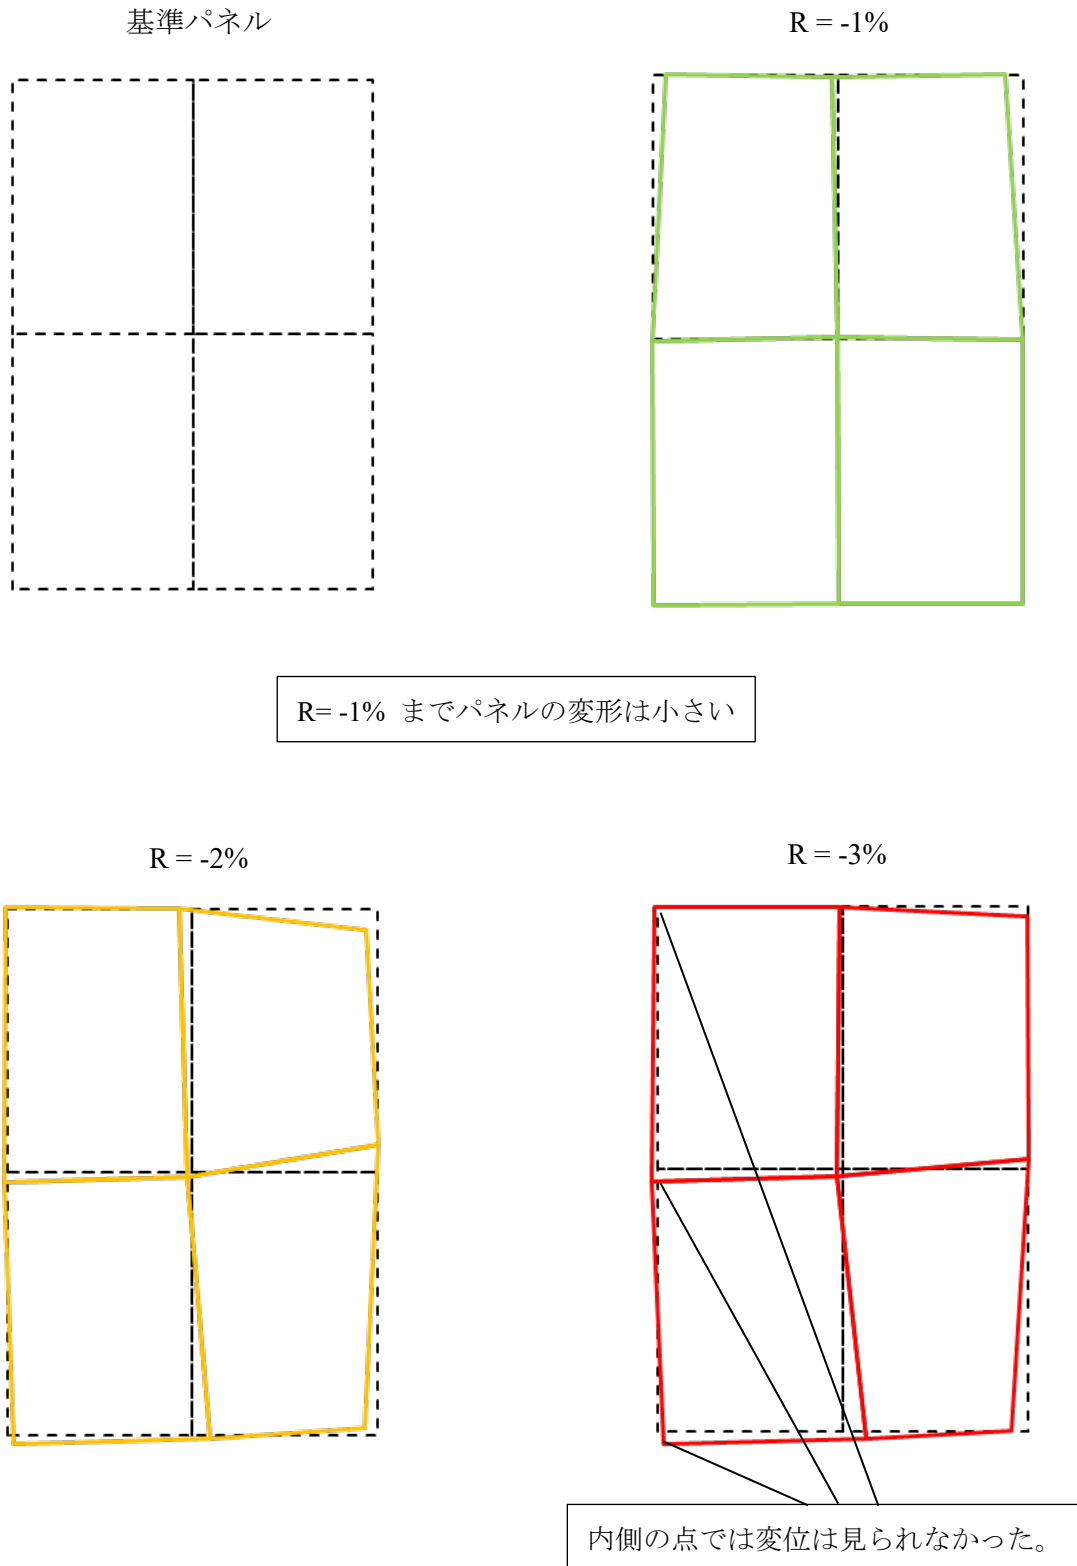 基準パネル
R = -1%
R= -1% までパネルの変形は小さい
R = -2%
R = -3%
内側の点では変位は見られなかった。